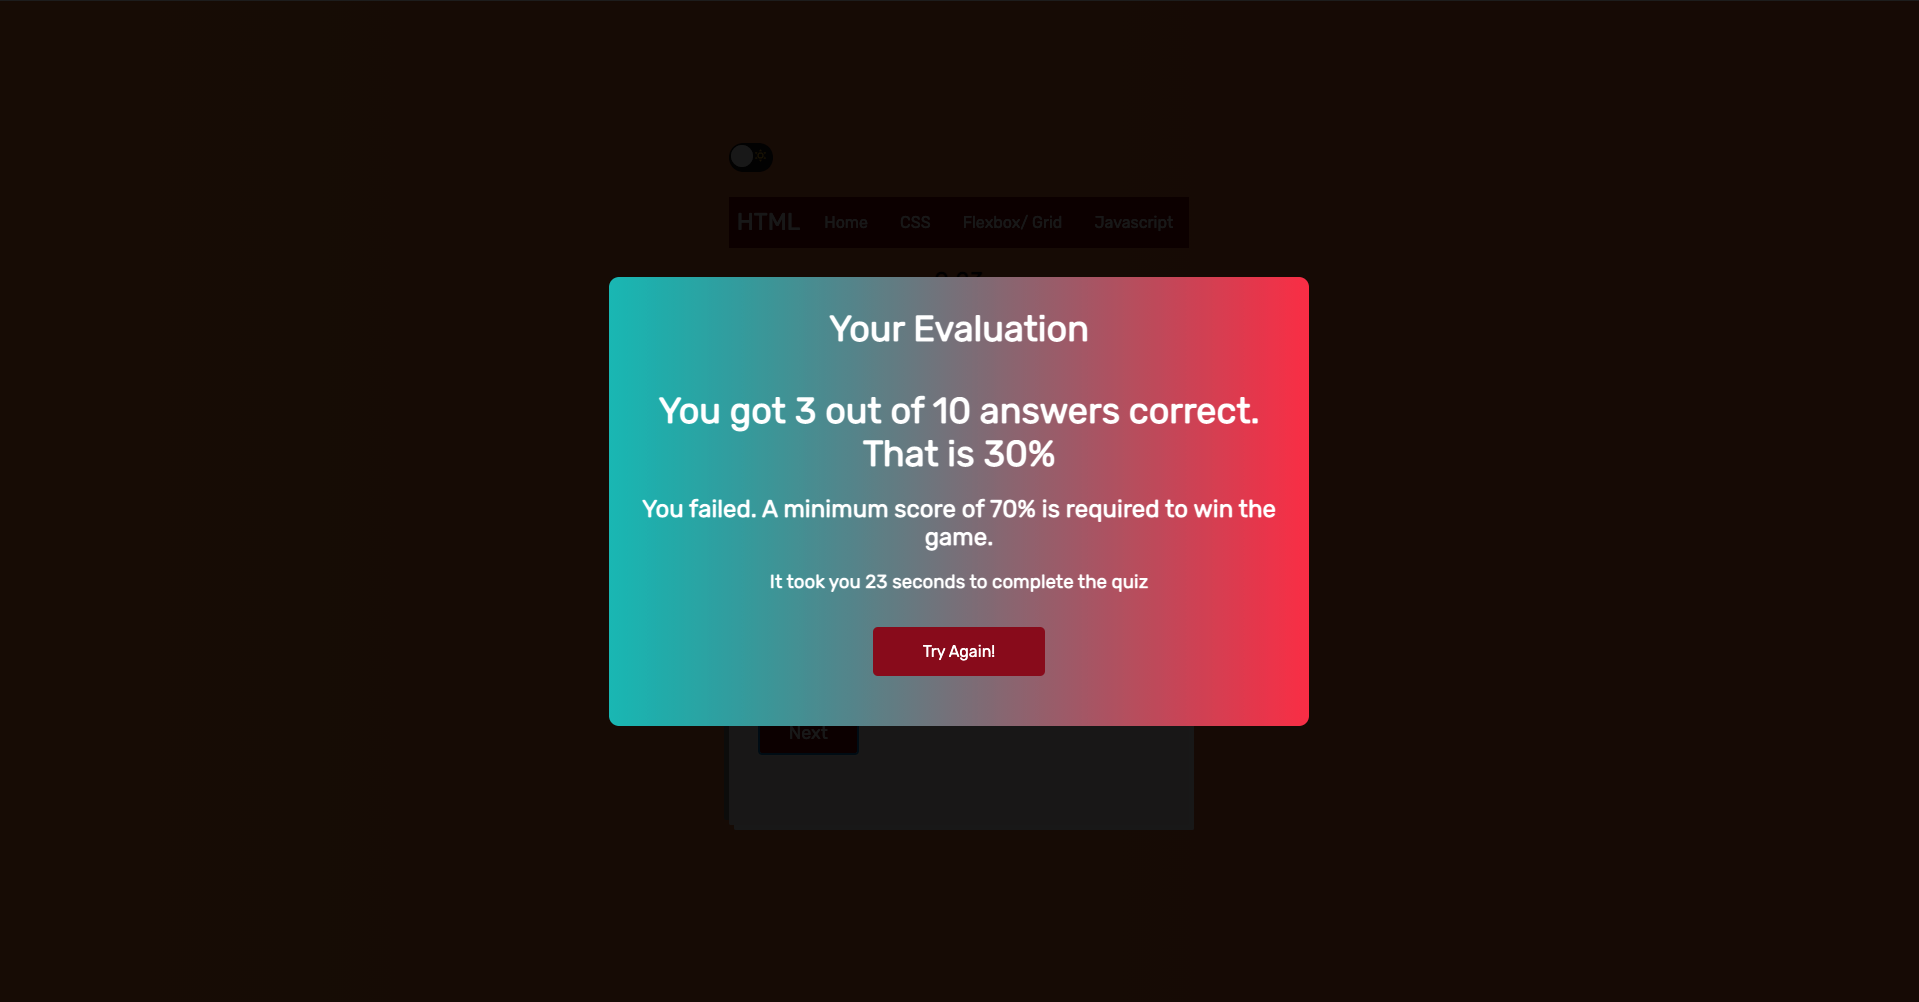 HTML Home CSS Flexbox/ Grid Javascript
Your Evaluation
You got 3 out of 10 answers correct.
That is 30%
You failed. A minimum score of 70% is required to win the
game.
It took you 23 seconds to complete the quiz
Try Again!
Next